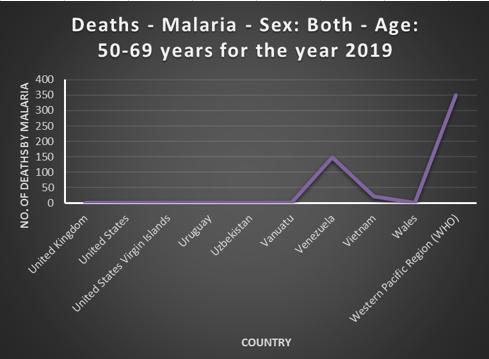 Deaths - Malaria - Sex: Both - Age:
50-69 years for the year 2019
NO. OF DEATHS BY MALARIA
400
350
300
250
200
150
100
50
0
United Kingdom
United States
United States Virgin Islands
Uruguay
Uzbekistan
Vanuatu
Venezuela
Vietnam
Wales
Western Pacific Region (WHO)
COUNTRY